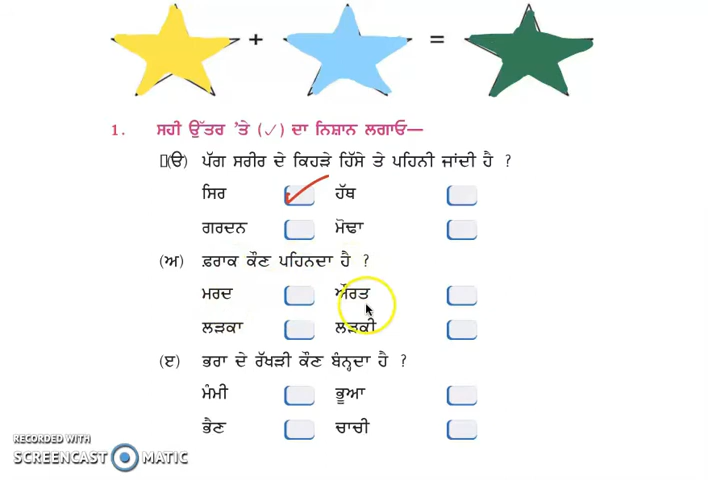 + =
1. ਸਹੀ ਉੱਤਰ 'ਤੇ (✓) ਦਾ ਨਿਸ਼ਾਨ ਲਗਾਓ—
(ੳ) ਪੱਗ ਸਰੀਰ ਦੇ ਕਿਹੜੇ ਹਿੱਸੇ ਤੇ ਪਹਿਨੀ ਜਾਂਦੀ ਹੈ ?
ਸਿਰ ਹੱਥ
ਗਰਦਨ ਮੋਢਾ
(ਅ) ਫ਼ਰਾਕ ਕੌਣ ਪਹਿਨਦਾ ਹੈ ?
ਮਰਦ ਔਰਤ
ਲੜਕਾ ਲੜਕੀ
(ੲ) ਭਰਾ ਦੇ ਰੱਖੜੀ ਕੌਣ ਬੰਨ੍ਹਦਾ ਹੈ ?
ਮੰਮੀ ਭੂਆ
ਭੈਣ ਚਾਚੀ
RECORDED WITH
SCREENCAST MATIC